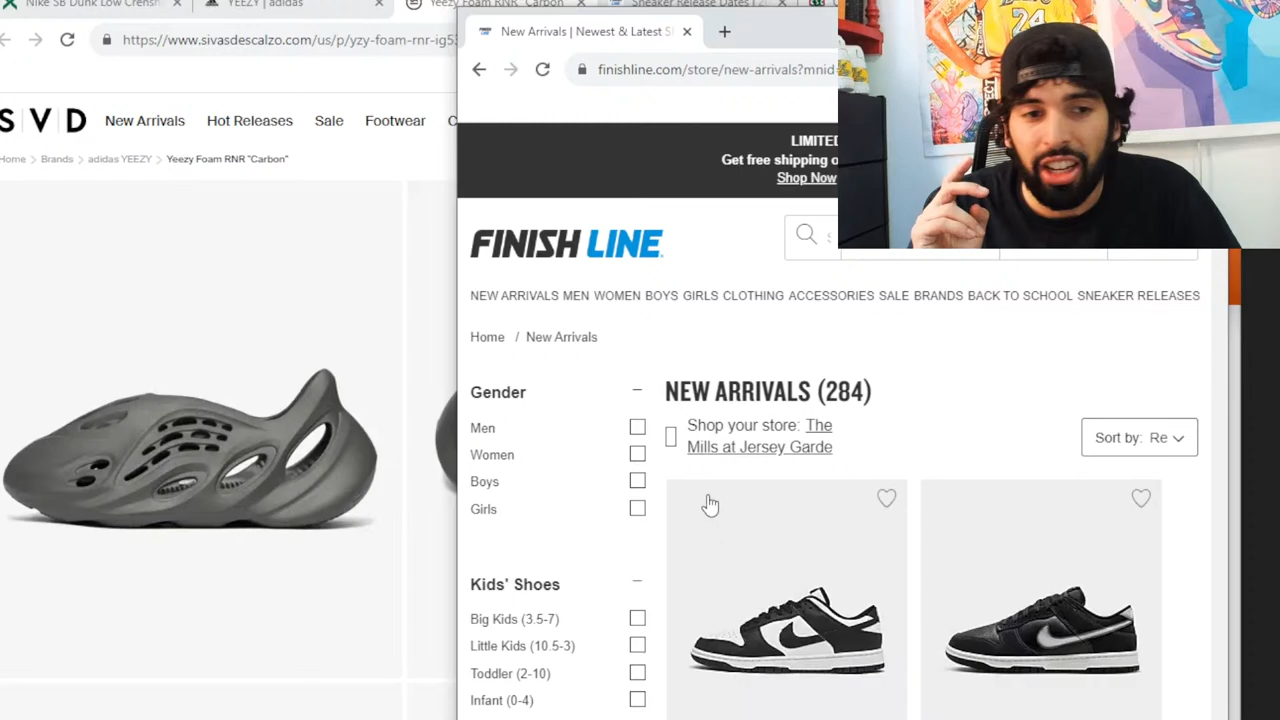 Nike SB Dunk Low Crensh
YEEZY | adidas
Yeezy Foam RNR "Carbon"
Sneaker Release Dates | 20
https://www.sivasdescalzo.com/us/p/yzy-foam-rnr-ig53
New Arrivals | Newest & Latest S
finishline.com/store/new-arrivals?mnid=
SVD
New Arrivals
Hot Releases
Sale
Footwear
C
Home > Brands > adidas YEEZY > Yeezy Foam RNR "Carbon"
LIMITED
Get free shipping o
Shop Now
FINISH LINE
NEW ARRIVALS MEN WOMEN BOYS GIRLS CLOTHING ACCESSORIES SALE BRANDS BACK TO SCHOOL SNEAKER RELEASES
Home / New Arrivals
Gender
Men
Women
Boys
Girls
Kids' Shoes
Big Kids (3.5-7)
Little Kids (10.5-3)
Toddler (2-10)
Infant (0-4)
NEW ARRIVALS (284)
Shop your store: The
Mills at Jersey Garde
Sort by: Re
24